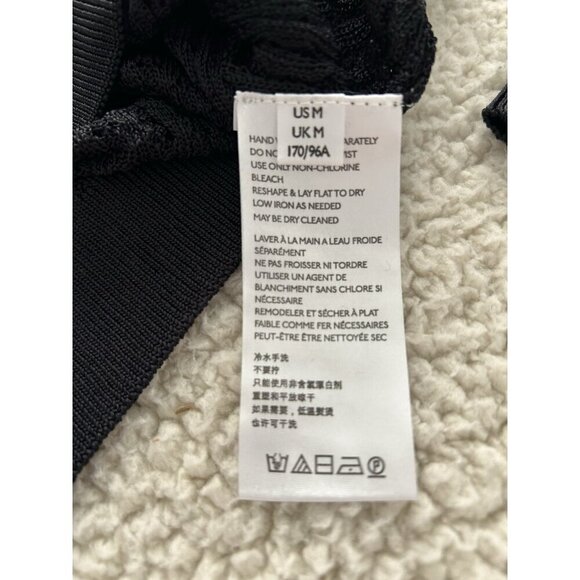 US M
UK M
170/96A
HAND ARATELY
DO NO IST
USE ONLY NON-CHLORINE
BLEACH
RESHAPE & LAY FLAT TO DRY
LOW IRON AS NEEDED
MAY BE DRY CLEANED
LAVER À LA MAIN A LEAU FROIDE
SÉPARÉMENT
NE PAS FROISSER NI TORDRE
UTILISER UN AGENT DE
BLANCHIMENT SANS CHLORE SI
NÉCESSAIRE
REMODELER ET SÉCHER À PLAT
FAIBLE COMME FER NÉCESSAIRES
PEUT-ÊTRE ÊTRE NETTOYÉE SEC
冷水手洗
不要拧
只能使用非含氯漂白剂
重塑和平放晾干
如果需要，低温熨烫
也许可干洗
P